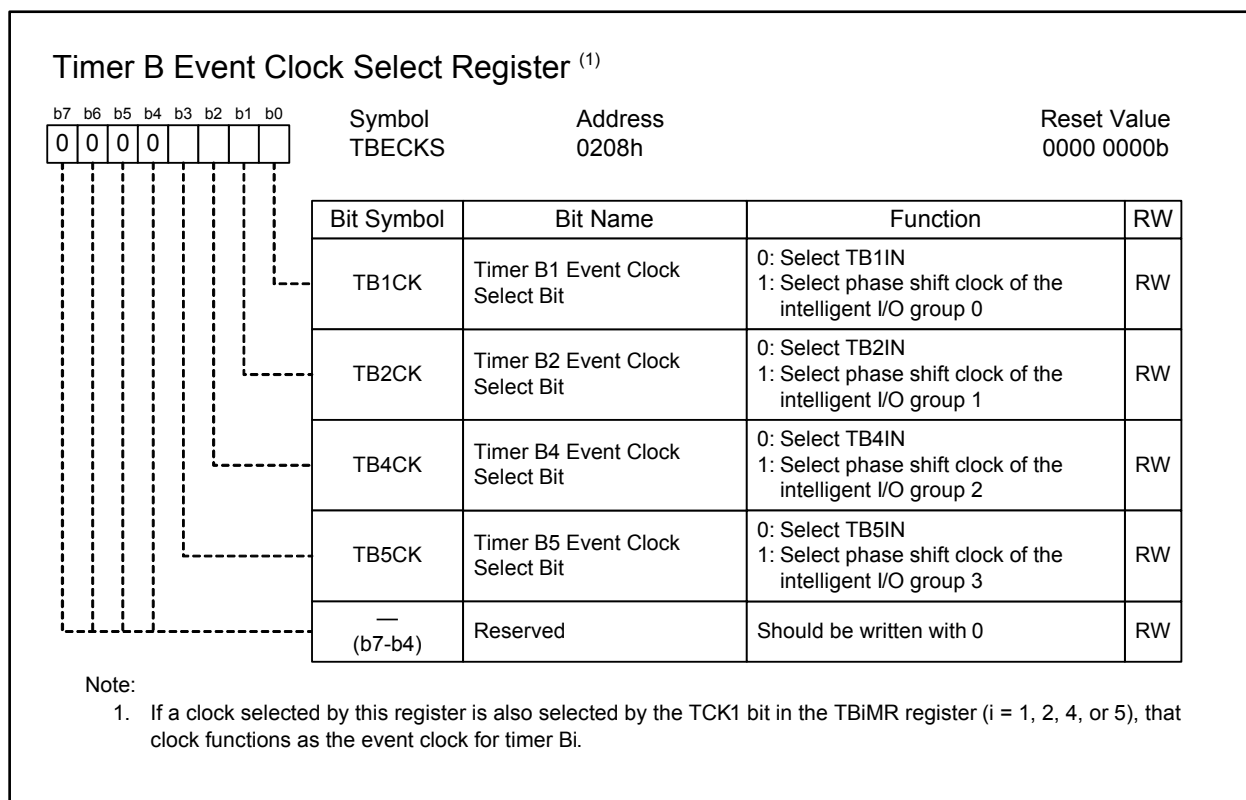 Timer B Event Clock Select Register (1)
b7 b6 b5 b4 b3 b2 b1 b0
0 0 0 0
Symbol Address Reset Value
TBECKS 0208h 0000 0000b
Bit Symbol Bit Name Function RW
TB1CK Timer B1 Event Clock Select Bit 0: Select TB1IN
1: Select phase shift clock of the
intelligent I/O group 0 RW
TB2CK Timer B2 Event Clock Select Bit 0: Select TB2IN
1: Select phase shift clock of the
intelligent I/O group 1 RW
TB4CK Timer B4 Event Clock Select Bit 0: Select TB4IN
1: Select phase shift clock of the
intelligent I/O group 2 RW
TB5CK Timer B5 Event Clock Select Bit 0: Select TB5IN
1: Select phase shift clock of the
intelligent I/O group 3 RW
—
(b7-b4) Reserved Should be written with 0 RW
Note:
1. If a clock selected by this register is also selected by the TCK1 bit in the TBiMR register (i = 1, 2, 4, or 5), that
clock functions as the event clock for timer Bi.